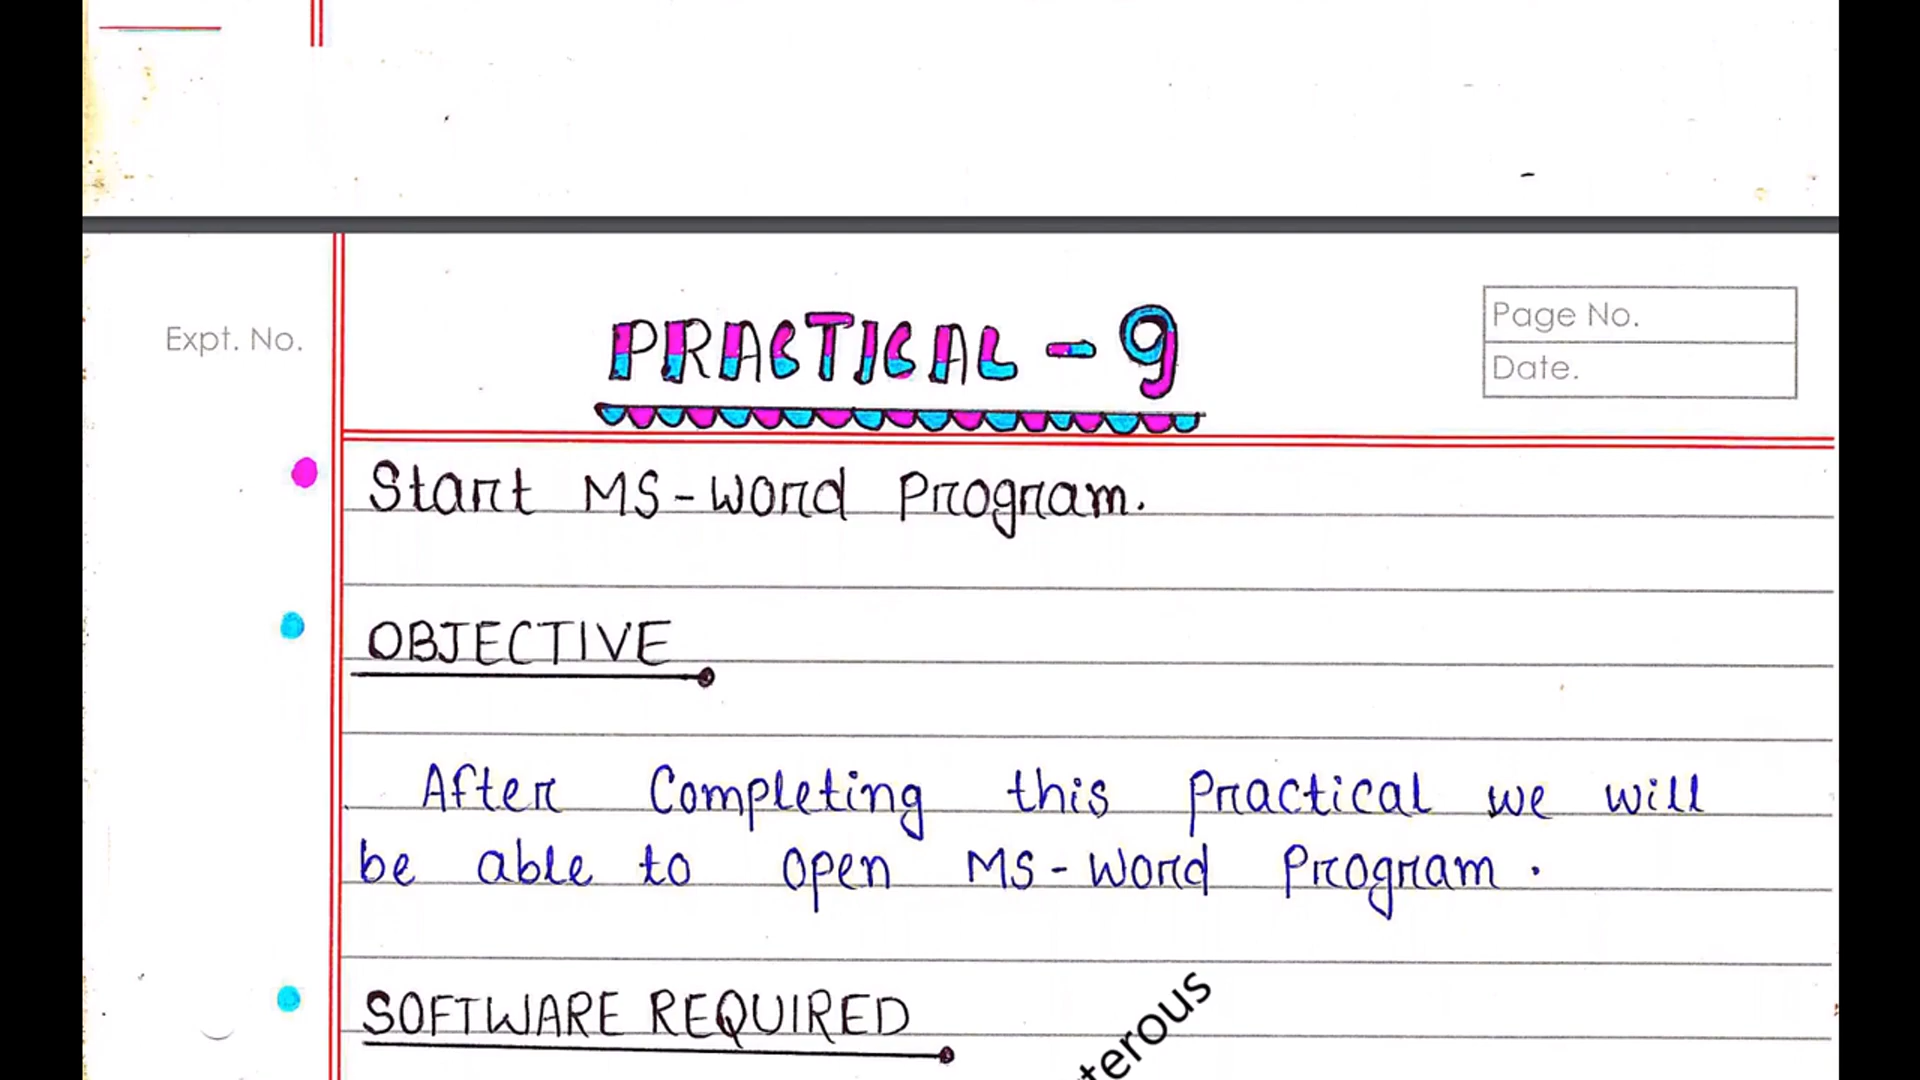 Expt. No.
PRACTICAL - 9
Page No.
Date.
Start MS-Word Program.
OBJECTIVE
After Completing this Practical we will
be able to open MS-Word Program.
SOFTWARE REQUIRED
terous